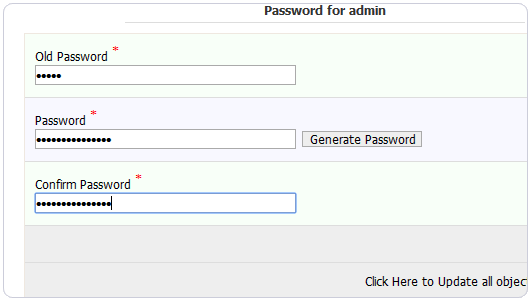 Password for admin
Old Password *
•••••
Password *
••••••••••••••• Generate Password
Confirm Password *
•••••••••••••••
Click Here to Update all objec